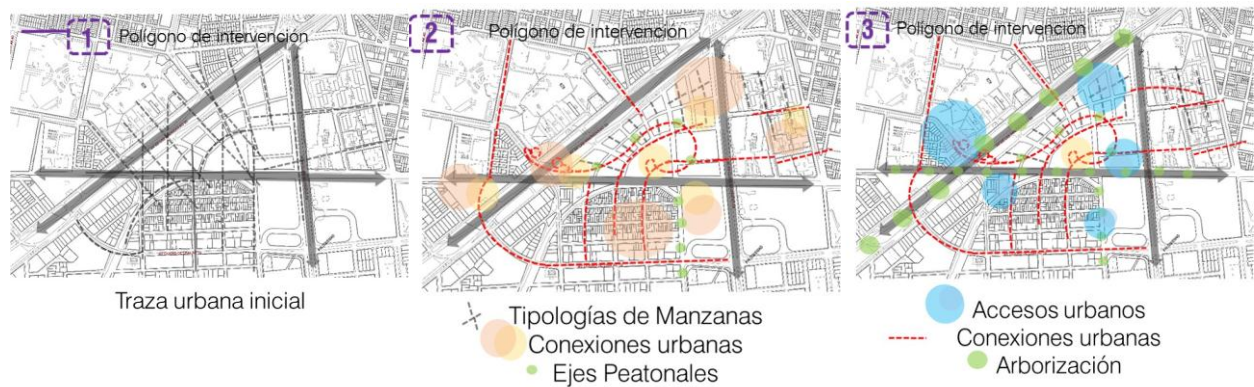 1
Polígono de intervención
Traza urbana inicial
2
Polígono de intervención
Tipologías de Manzanas
Conexiones urbanas
Ejes Peatonales
3
Polígono de intervención
Accesos urbanos
Conexiones urbanas
Arborización